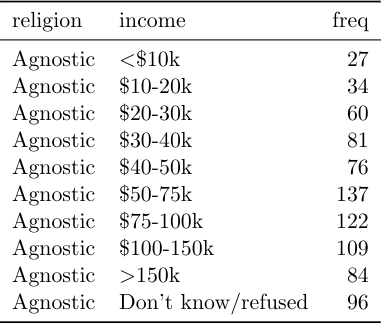 religion income freq
Agnostic <$10k 27
Agnostic $10-20k 34
Agnostic $20-30k 60
Agnostic $30-40k 81
Agnostic $40-50k 76
Agnostic $50-75k 137
Agnostic $75-100k 122
Agnostic $100-150k 109
Agnostic >150k 84
Agnostic Don't know/refused 96